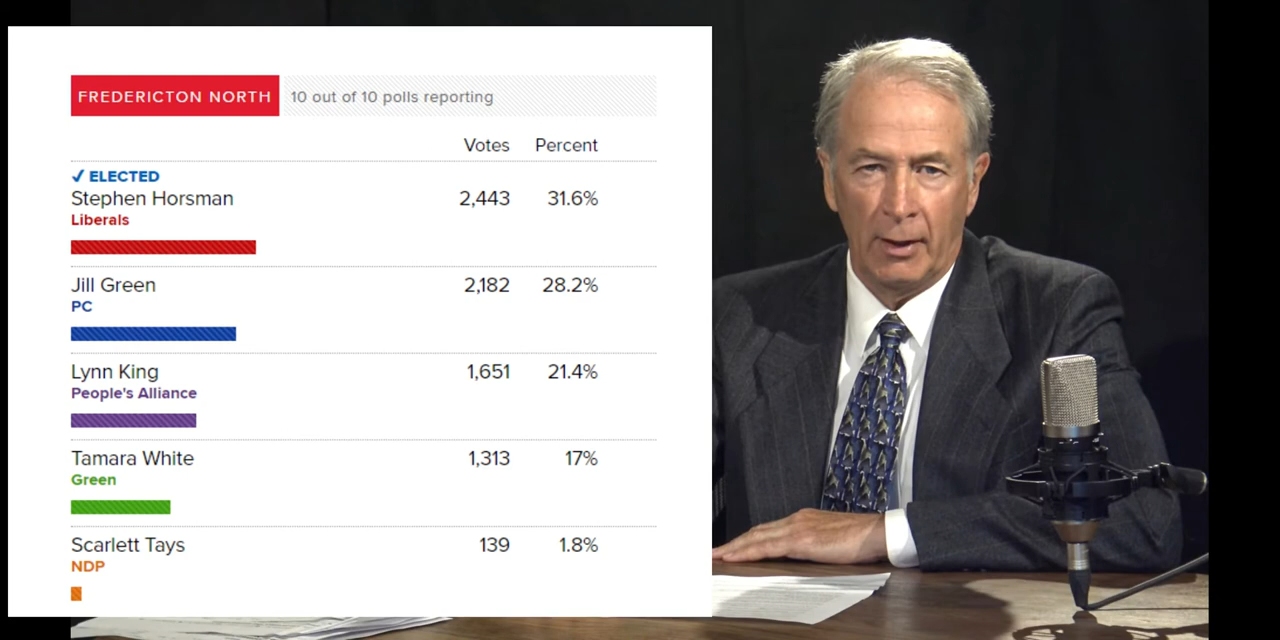 FREDERICTON NORTH 10 out of 10 polls reporting
Votes Percent
✓ ELECTED
Stephen Horsman 2,443 31.6%
Liberals
Jill Green 2,182 28.2%
PC
Lynn King 1,651 21.4%
People's Alliance
Tamara White 1,313 17%
Green
Scarlett Tays 139 1.8%
NDP